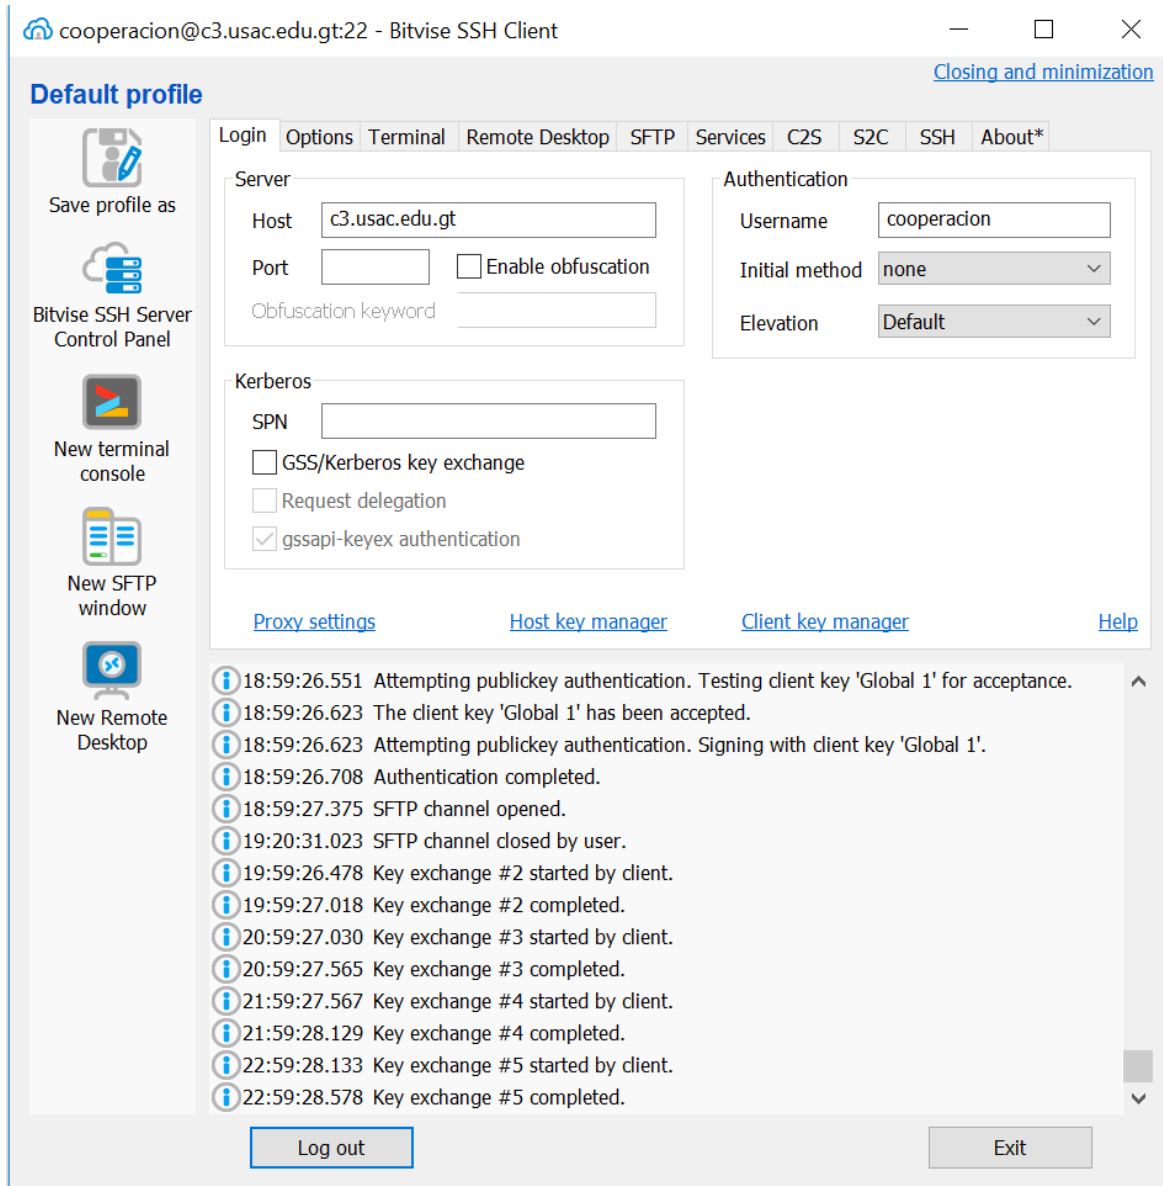 cooperacion@c3.usac.edu.gt:22 - Bitvise SSH Client
Closing and minimization
Default profile
Save profile as
Bitvise SSH Server
Control Panel
New terminal
console
New SFTP
window
New Remote
Desktop
Login Options Terminal Remote Desktop SFTP Services C2S S2C SSH About*
Server
Host c3.usac.edu.gt
Port Enable obfuscation
Obfuscation keyword
Authentication
Username cooperacion
Initial method none
Elevation Default
Kerberos
SPN
GSS/Kerberos key exchange
Request delegation
gssapi-keyex authentication
Proxy settings Host key manager Client key manager Help
18:59:26.551 Attempting publickey authentication. Testing client key 'Global 1' for acceptance.
18:59:26.623 The client key 'Global 1' has been accepted.
18:59:26.623 Attempting publickey authentication. Signing with client key 'Global 1'.
18:59:26.708 Authentication completed.
18:59:27.375 SFTP channel opened.
19:20:31.023 SFTP channel closed by user.
19:59:26.478 Key exchange #2 started by client.
19:59:27.018 Key exchange #2 completed.
20:59:27.030 Key exchange #3 started by client.
20:59:27.565 Key exchange #3 completed.
21:59:27.567 Key exchange #4 started by client.
21:59:28.129 Key exchange #4 completed.
22:59:28.133 Key exchange #5 started by client.
22:59:28.578 Key exchange #5 completed.
Log out Exit